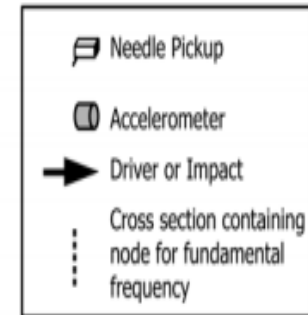 Needle Pickup
Accelerometer
Driver or Impact
Cross section containing
node for fundamental
frequency